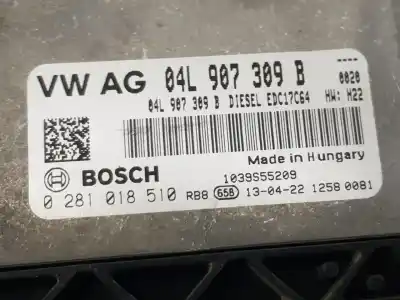 VW AG 04L 907 309 B 0020
04L 907 309 B DIESEL EDC17C64 HW: H22
Made in Hungary
BOSCH 1039S55209
0 281 018 510 RB8 65B 13-04-22 1258 0081